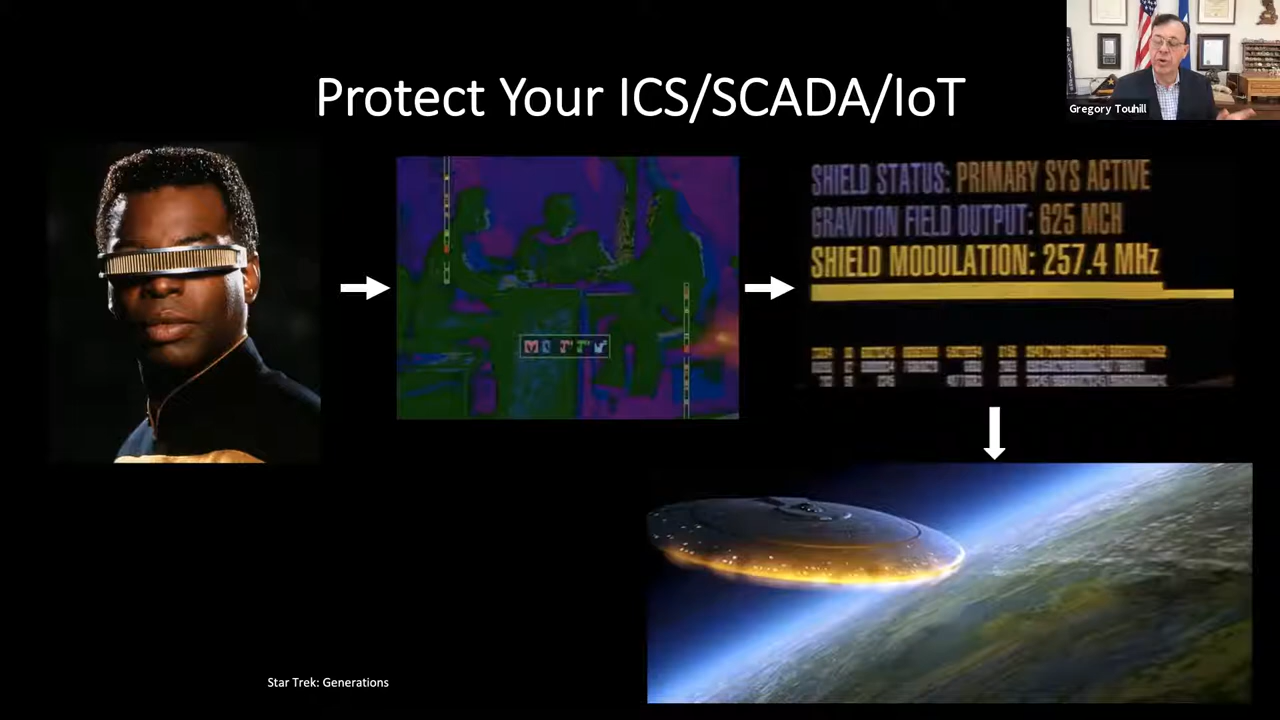 Protect Your ICS/SCADA/IoT
Gregory Touhill
SHIELD STATUS: PRIMARY SYS ACTIVE
GRAVITON FIELD OUTPUT: 625 MCH
SHIELD MODULATION: 257.4 MHz
Star Trek: Generations